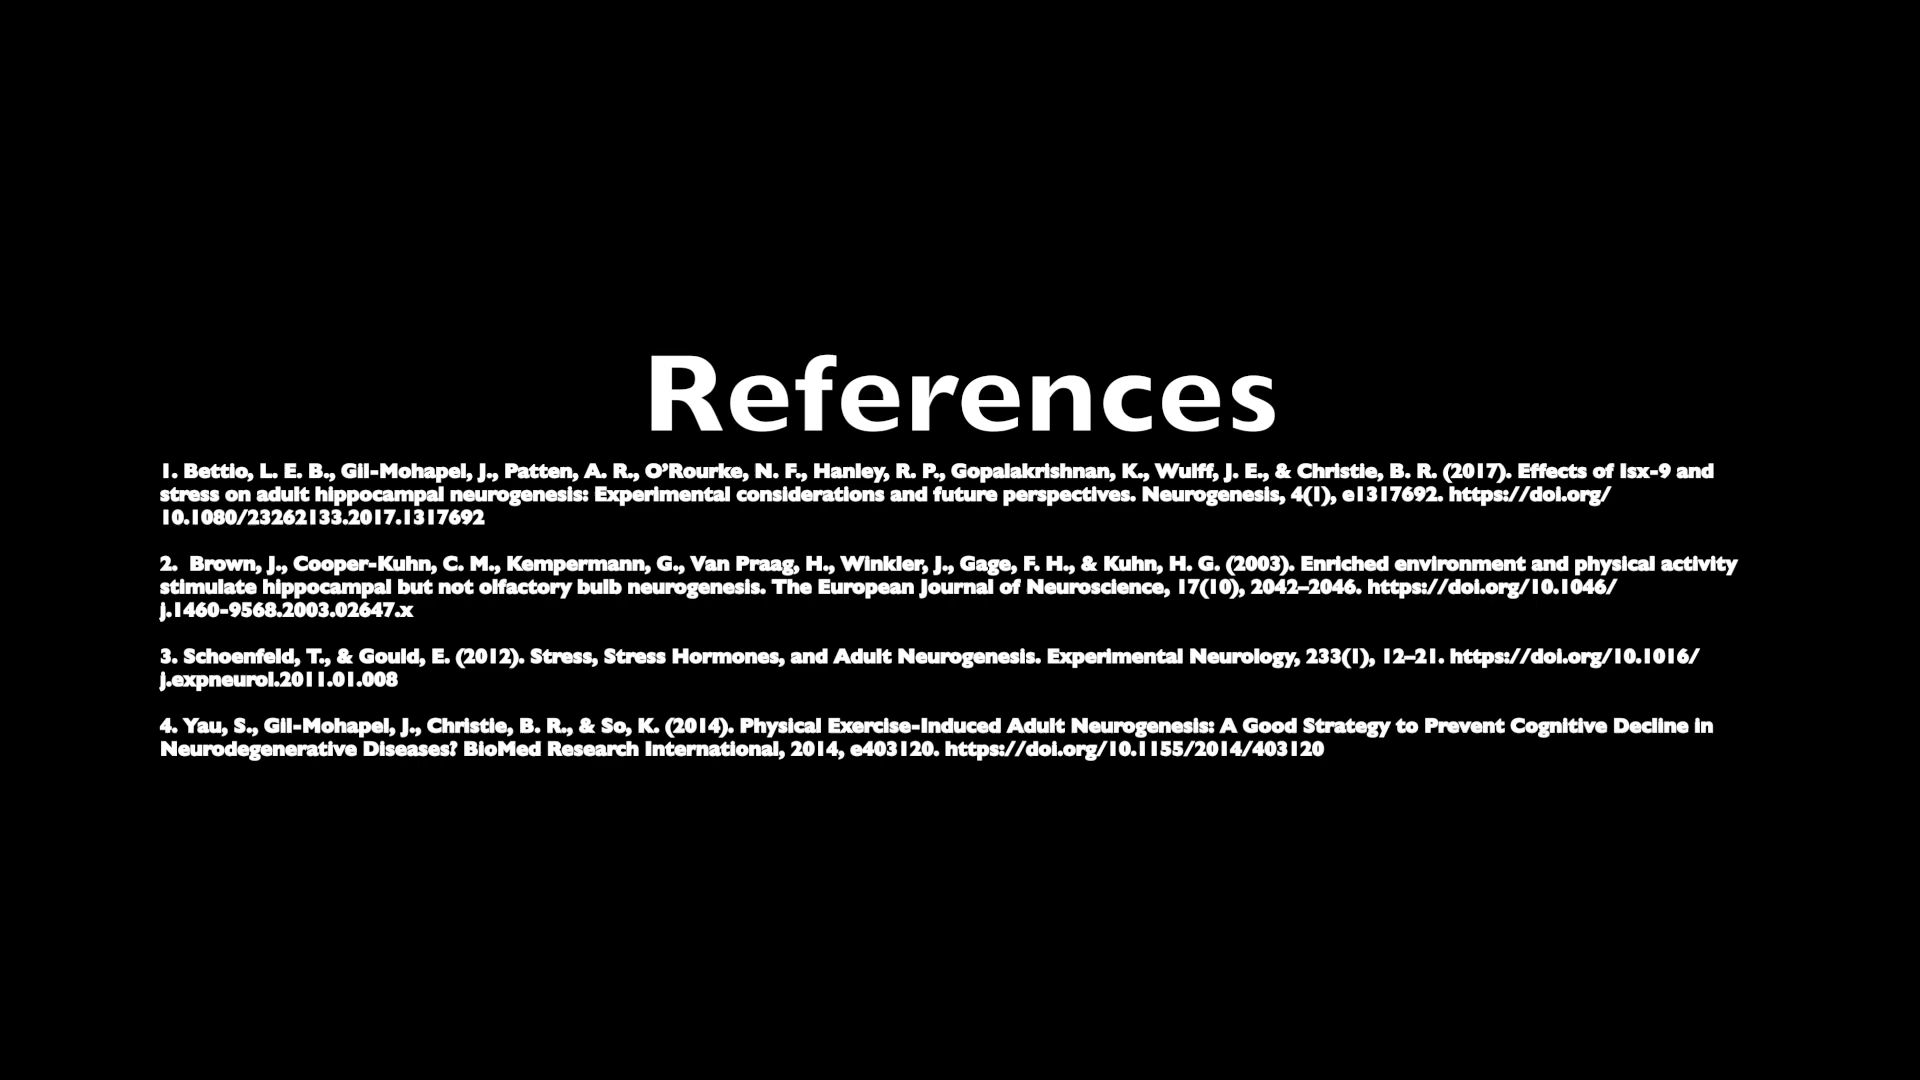 References
1. Bettio, L. E. B., Gil-Mohapel, J., Patten, A. R., O’Rourke, N. F., Hanley, R. P., Gopalakrishnan, K., Wulff, J. E., & Christie, B. R. (2017). Effects of Isx-9 and
stress on adult hippocampal neurogenesis: Experimental considerations and future perspectives. Neurogenesis, 4(1), e1317692. https://doi.org/
10.1080/23262133.2017.1317692
2.  Brown, J., Cooper-Kuhn, C. M., Kempermann, G., Van Praag, H., Winkler, J., Gage, F. H., & Kuhn, H. G. (2003). Enriched environment and physical activity
stimulate hippocampal but not olfactory bulb neurogenesis. The European Journal of Neuroscience, 17(10), 2042–2046. https://doi.org/10.1046/
j.1460-9568.2003.02647.x
3. Schoenfeld, T., & Gould, E. (2012). Stress, Stress Hormones, and Adult Neurogenesis. Experimental Neurology, 233(1), 12–21. https://doi.org/10.1016/
j.expneurol.2011.01.008
4. Yau, S., Gil-Mohapel, J., Christie, B. R., & So, K. (2014). Physical Exercise-Induced Adult Neurogenesis: A Good Strategy to Prevent Cognitive Decline in
Neurodegenerative Diseases? BioMed Research International, 2014, e403120. https://doi.org/10.1155/2014/403120